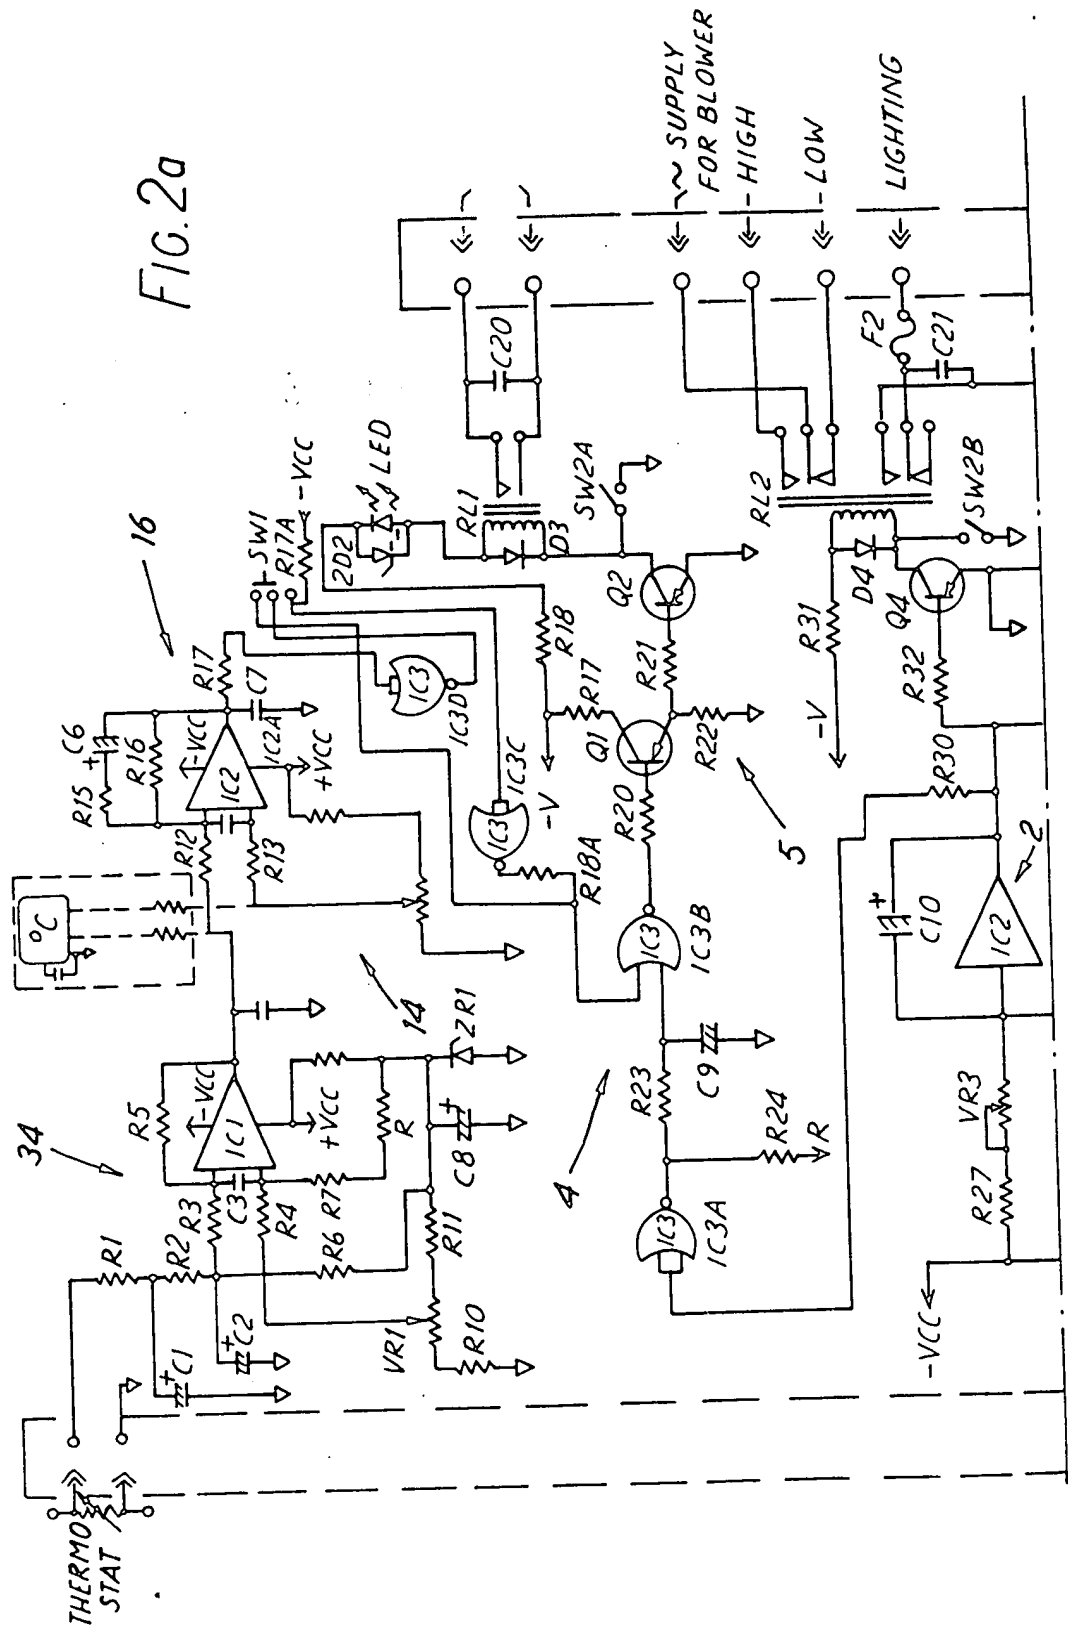 FIG. 2a
34
14
16
THERMO
STAT
R1
R2
C1
C2
R3
C3
R4
R5
IC1
-VCC
+VCC
R7
R6
R
R11
VR1
R10
C8
2R1
°C
R12
R13
R15
C6
R16
-VCC
IC2
IC2A
+VCC
R17
C7
SW1
R17A
-VCC
IC3
IC3D
IC3
IC3C
R18A
2D2
LED
RL1
D3
C20
SW2A
R18
R17
-V
Q1
Q2
R20
R21
R22
5
4
IC3
IC3B
R23
C9
R24
R
IC3
IC3A
~ SUPPLY
FOR BLOWER
- HIGH
- LOW
LIGHTING
F2
C21
RL2
SW2B
R31
-V
D4
Q4
R32
R30
C10
IC2
2
VR3
R27
-VCC